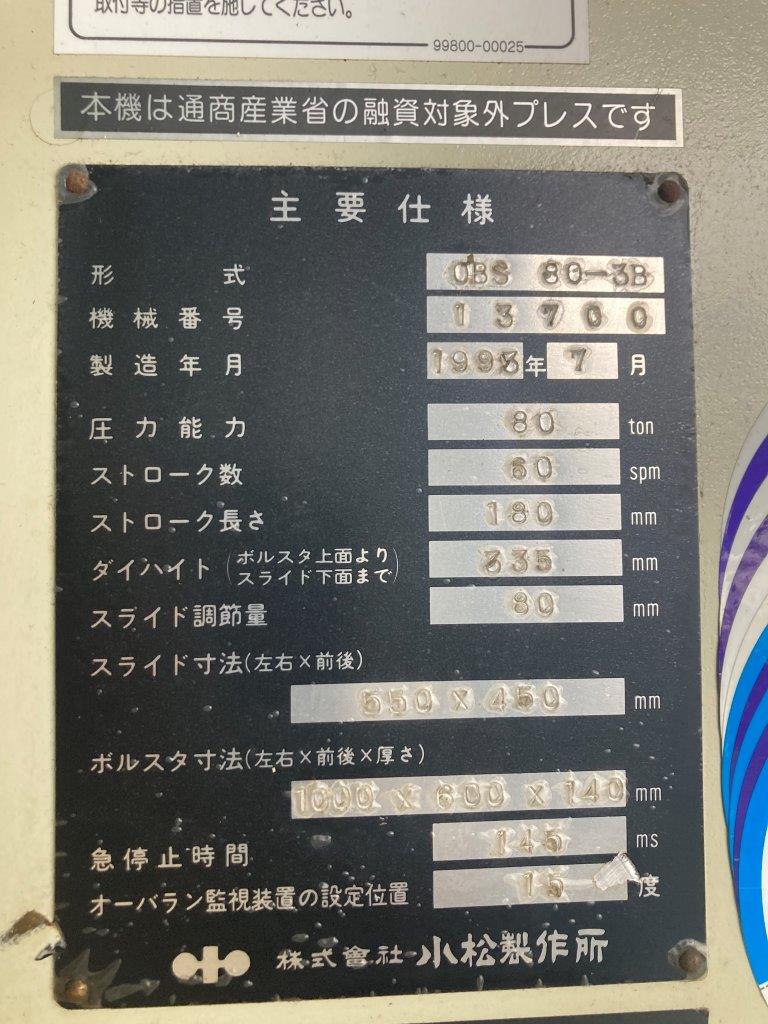 取付等の措置を施してください。
99800-00025
本機は通商産業省の融資対象外プレスです
主要仕様
形式 OBS 80-3B
機械番号 13700
製造年月 1993年 7月
圧力能力 80 ton
ストローク数 60 spm
ストローク長さ 180 mm
ダイハイト (ボルスタ上面より
スライド下面まで) 335 mm
スライド調節量 80 mm
スライド寸法(左右×前後)
550 X 450 mm
ボルスタ寸法(左右×前後×厚さ)
1000 X 600 X 140 mm
急停止時間 145 ms
オーバラン監視装置の設定位置 15 度
株式會社 小松製作所